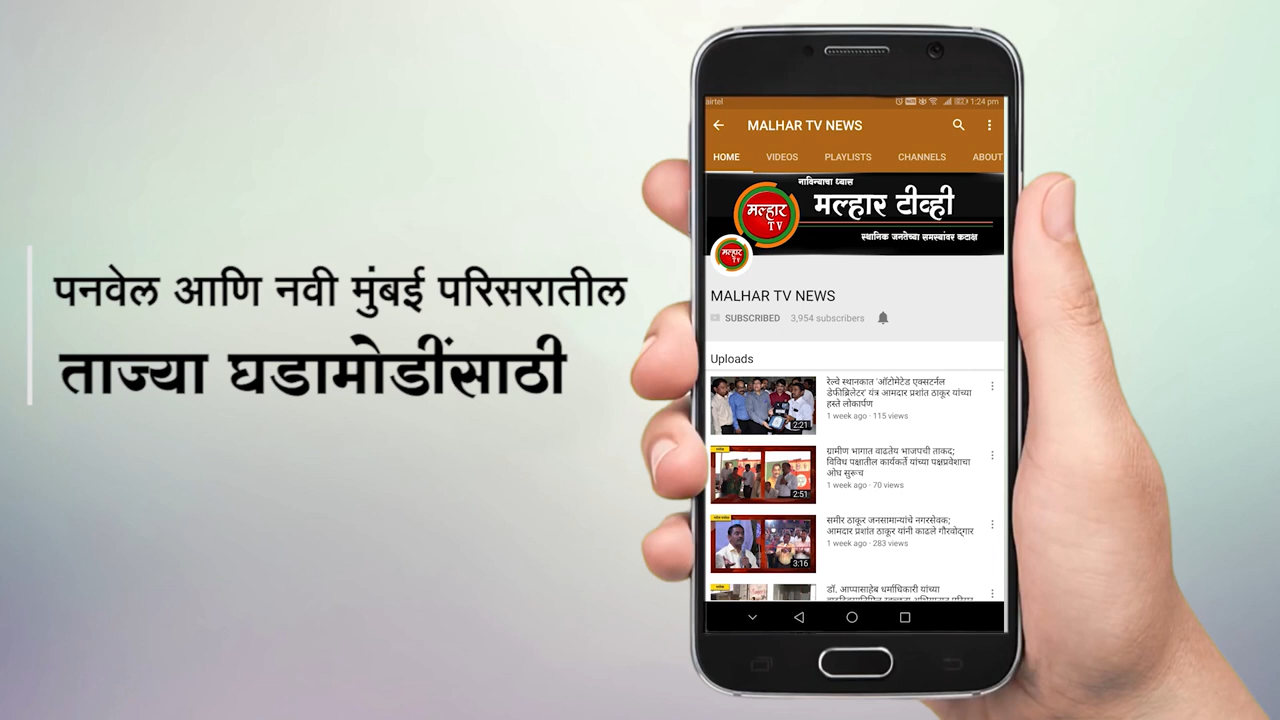 पनवेल आणि नवी मुंबई परिसरातील
ताज्या घडामोडींसाठी
airtel
1:24 pm
MALHAR TV NEWS
HOME VIDEOS PLAYLISTS CHANNELS ABOUT
नाविन्याचा ध्यास
मल्हार टीव्ही
मल्हार
TV
स्थानिक जनतेच्या समस्यांवर कटाक्ष
मल्हार
TV
MALHAR TV NEWS
SUBSCRIBED 3,954 subscribers
Uploads
रेल्वे स्थानकात 'ऑटोमेटेड एक्सटर्नल
डेफीब्रिलेटर' यंत्र आमदार प्रशांत ठाकूर यांच्या
हस्ते लोकार्पण
1 week ago · 115 views
2:21
ग्रामीण भागात वाढतेय भाजपची ताकद;
विविध पक्षातील कार्यकर्ते यांच्या पक्षप्रवेशाचा
ओघ सुरूच
1 week ago · 70 views
2:51
समीर ठाकूर जनसामान्यांचे नगरसेवक;
आमदार प्रशांत ठाकूर यांनी काढले गौरवोद्गार
1 week ago · 283 views
3:16
डॉ. आप्पासाहेब धर्माधिकारी यांच्या